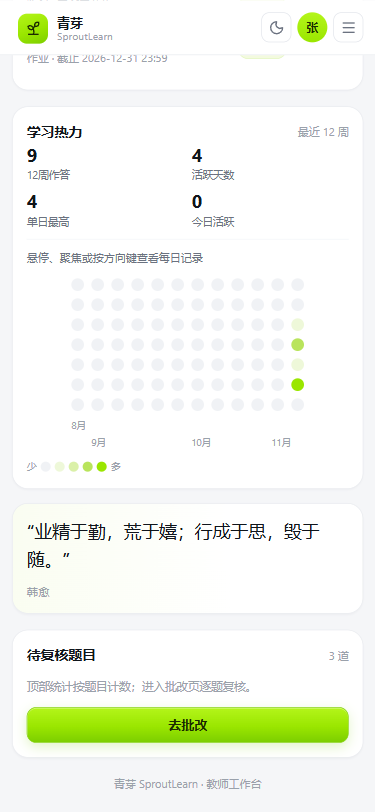 青芽
SproutLearn
张
作业 · 截止 2026-12-31 23:59
学习热力
最近 12 周
9
12周作答
4
活跃天数
4
单日最高
0
今日活跃
悬停、聚焦或按方向键查看每日记录
8月
9月
10月
11月
少
多
“业精于勤，荒于嬉；行成于思，毁于
随。”
韩愈
待复核题目
3 道
顶部统计按题目计数；进入批改页逐题复核。
去批改
青芽 SproutLearn · 教师工作台